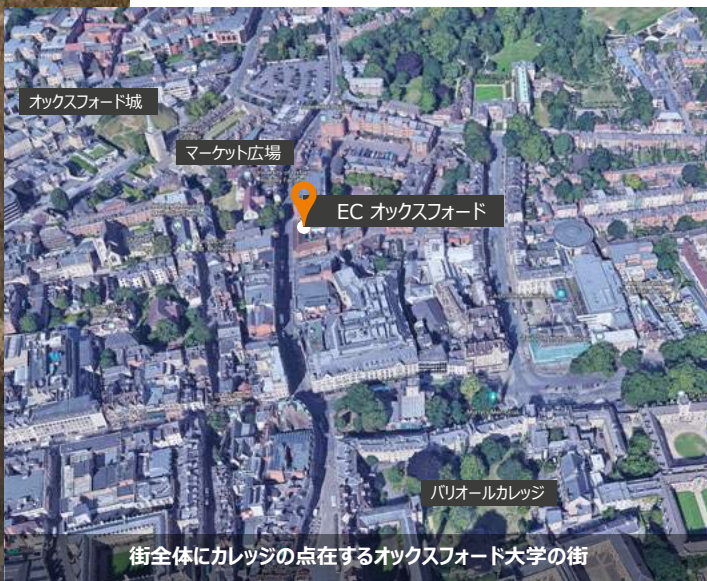 オックスフォード城
マーケット広場
EC オックスフォード
バリオールカレッジ
街全体にカレッジの点在するオックスフォード大学の街